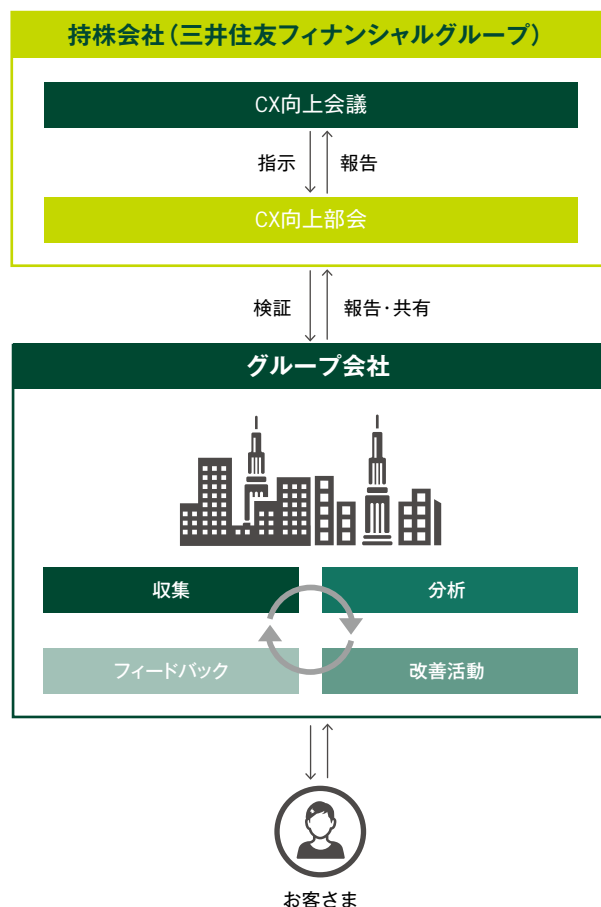 持株会社（三井住友フィナンシャルグループ）
CX向上会議
指示 報告
CX向上部会
検証 報告・共有
グループ会社
収集 分析
フィードバック 改善活動
お客さま